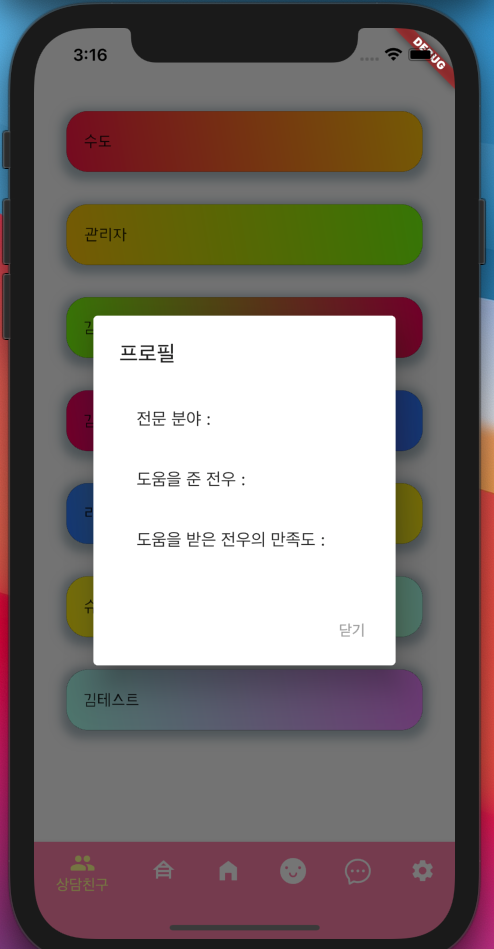 3:16
DEBUG
수도
관리자
프로필
전문 분야 :
도움을 준 전우 :
도움을 받은 전우의 만족도 :
닫기
김테스트
상담친구